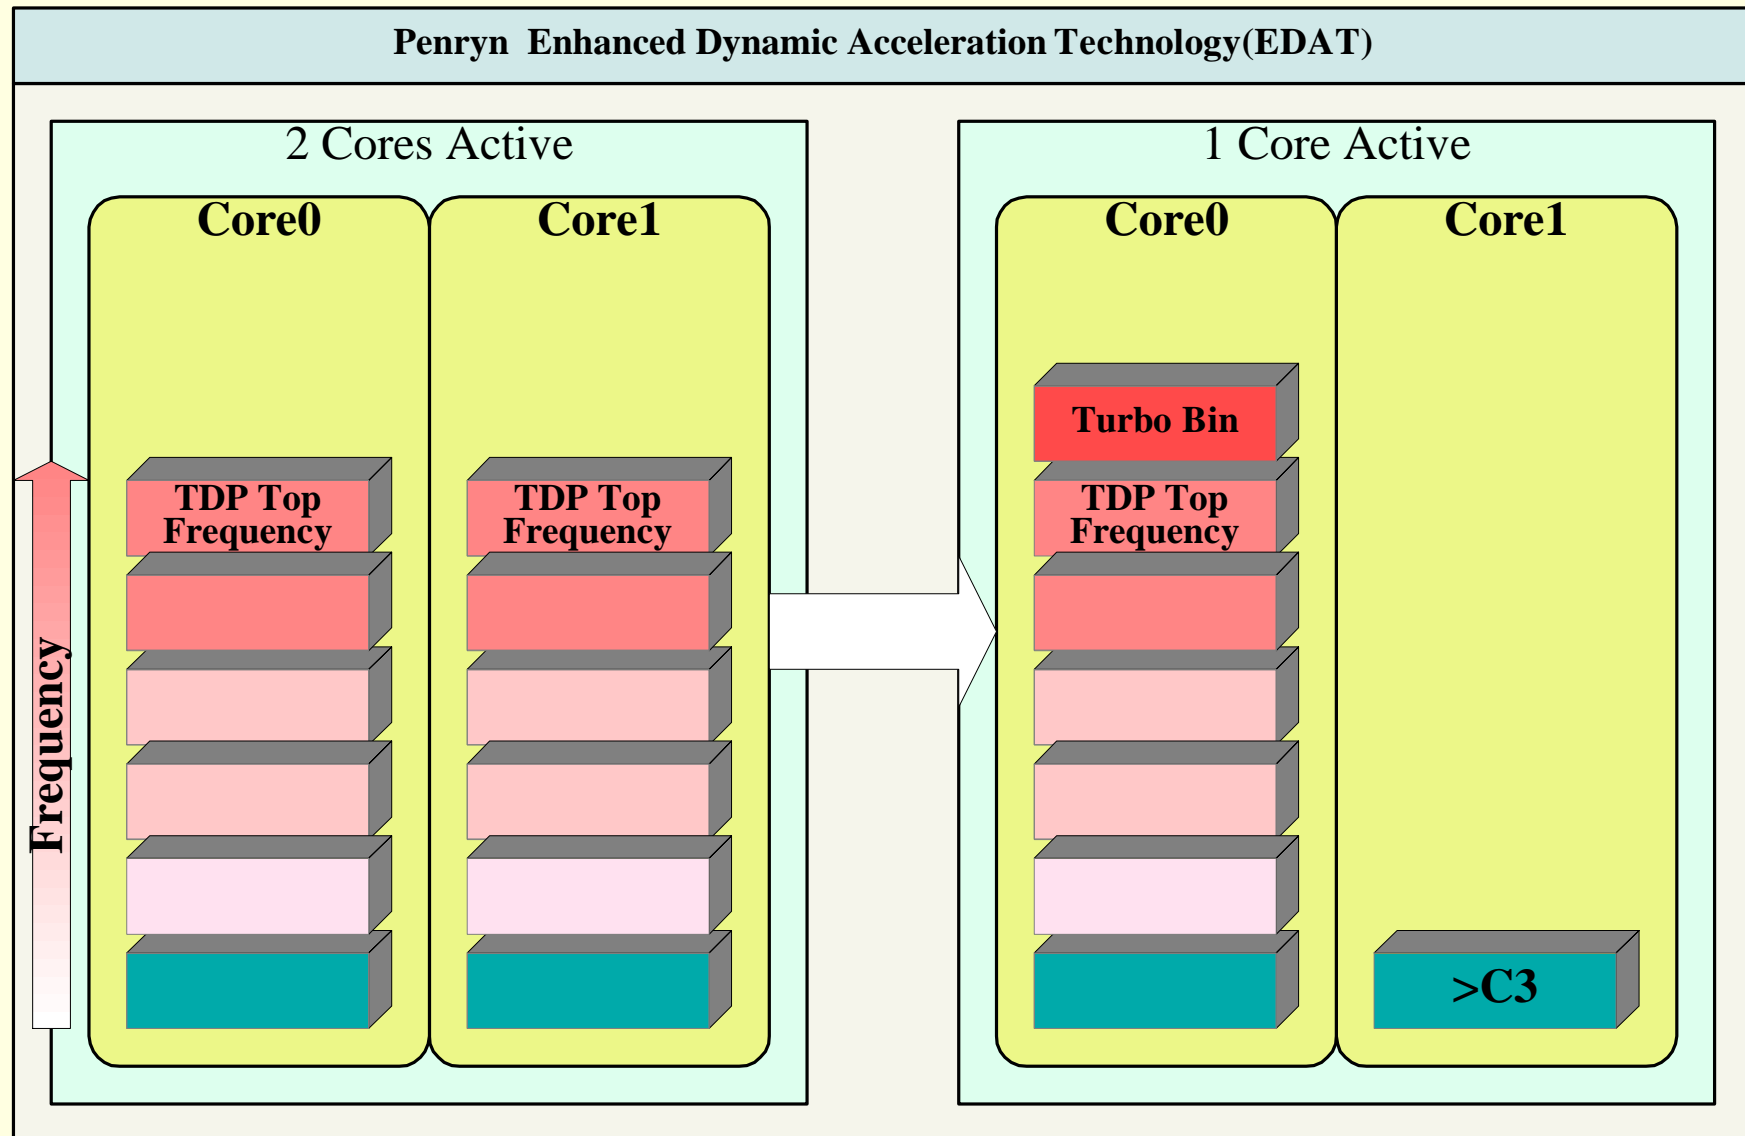 Penryn Enhanced Dynamic Acceleration Technology(EDAT)
2 Cores Active
Core0
Core1
TDP Top
Frequency
TDP Top
Frequency
Frequency
1 Core Active
Core0
Core1
Turbo Bin
TDP Top
Frequency
>C3